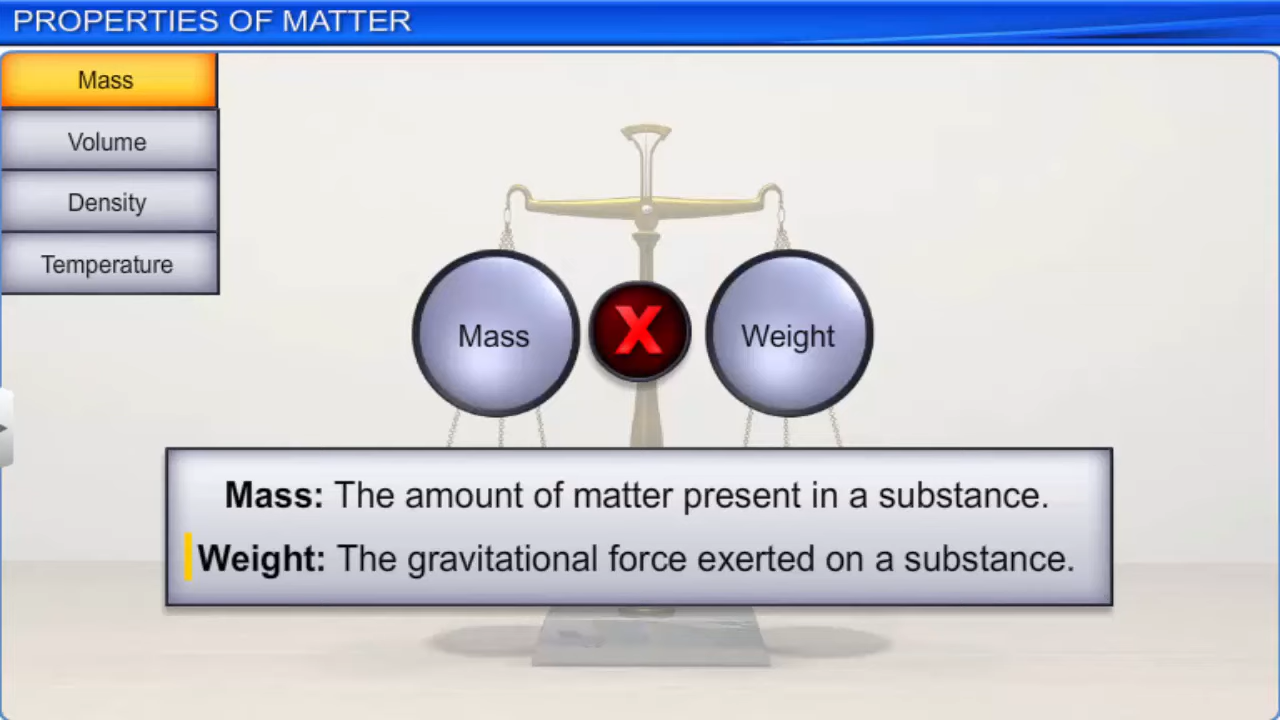 PROPERTIES OF MATTER
Mass
Volume
Density
Temperature
Mass
X
Weight
Mass: The amount of matter present in a substance.
Weight: The gravitational force exerted on a substance.